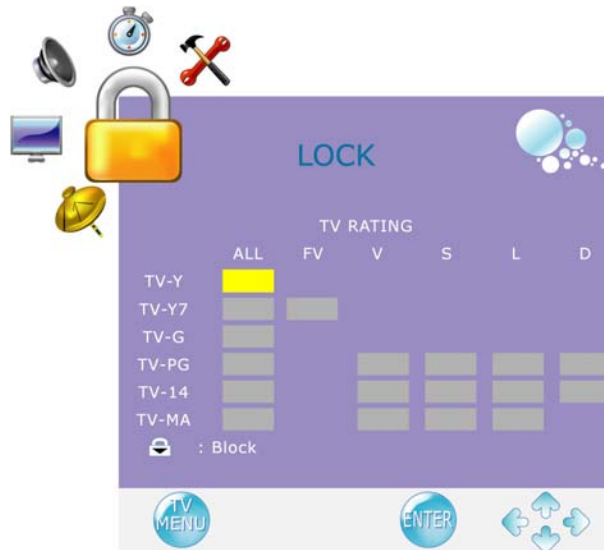 LOCK
TV RATING
ALL FV V S L D
TV-Y
TV-Y7
TV-G
TV-PG
TV-14
TV-MA
: Block
TV
MENU
ENTER